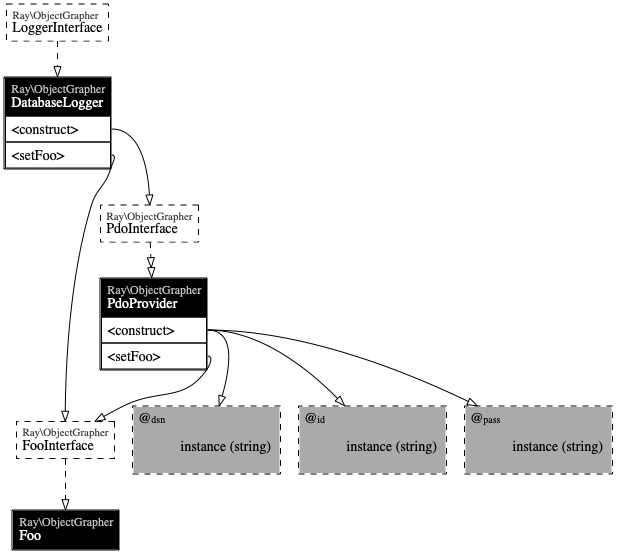 Ray\ObjectGrapher
LoggerInterface
Ray\ObjectGrapher
DatabaseLogger
<construct>
<setFoo>
Ray\ObjectGrapher
PdoInterface
Ray\ObjectGrapher
PdoProvider
<construct>
<setFoo>
Ray\ObjectGrapher
FooInterface
@dsn
instance (string)
@id
instance (string)
@pass
instance (string)
Ray\ObjectGrapher
Foo